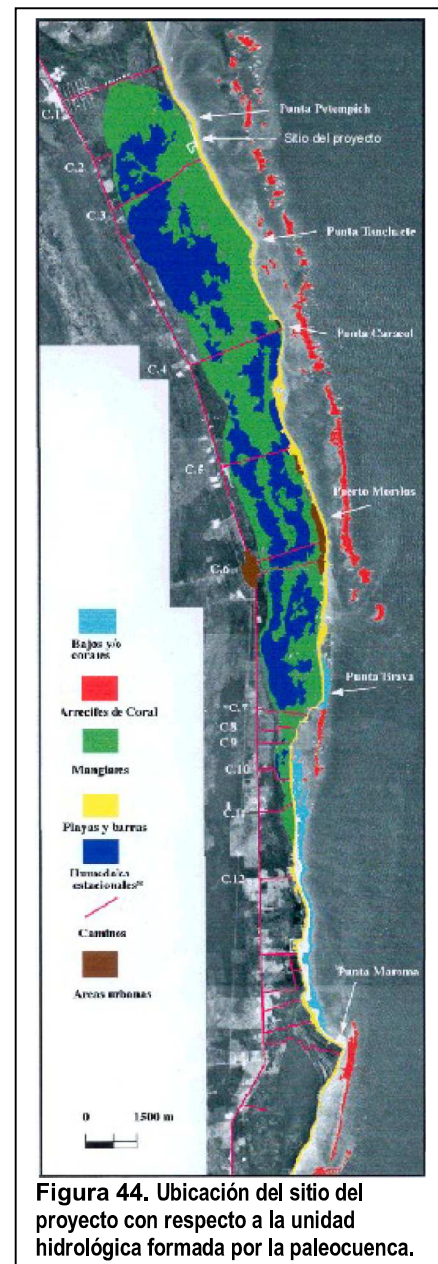 Punta Petempich
Sitio del proyecto
C.1
C.2
C.3
Punta Tanchacte
Punta Caracol
C.4
C.5
Puerto Morelos
C.6
Bajos y/o
corales
Punta Brava
Arrecifes de Coral
C.7
C.8
C.9
Manglares
C.10
C.11
Playas y barras
C.12
Humedales
estacionales*
Caminos
Punta Maroma
Areas urbanas
0 1500 m
Figura 44. Ubicación del sitio del
proyecto con respecto a la unidad
hidrológica formada por la paleocuenca.